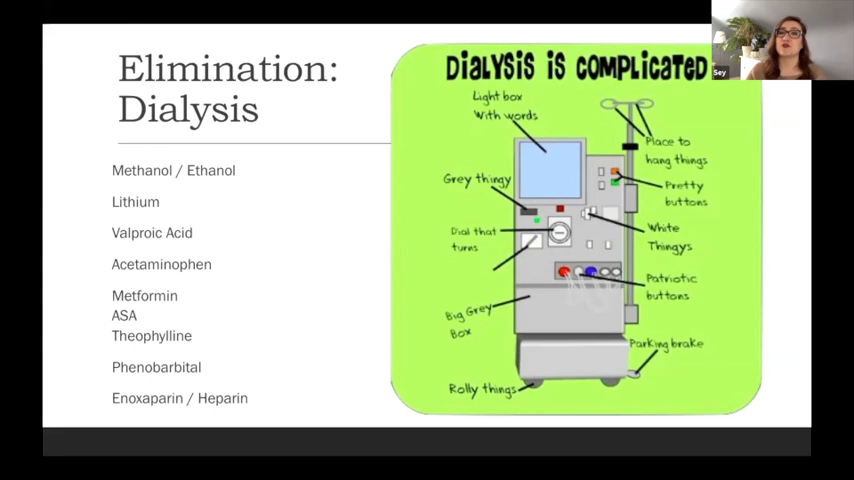 Elimination:
Dialysis
Methanol / Ethanol
Lithium
Valproic Acid
Acetaminophen
Metformin
ASA
Theophylline
Phenobarbital
Enoxaparin / Heparin
DiALYSiS iS COMPLiCATED
Light box
With words
Place to
hang things
Grey thingy
Pretty
buttons
Dial that
turns
White
Thingys
Patriotic
buttons
Big Grey
Box
Parking brake
Rolly things
Sey